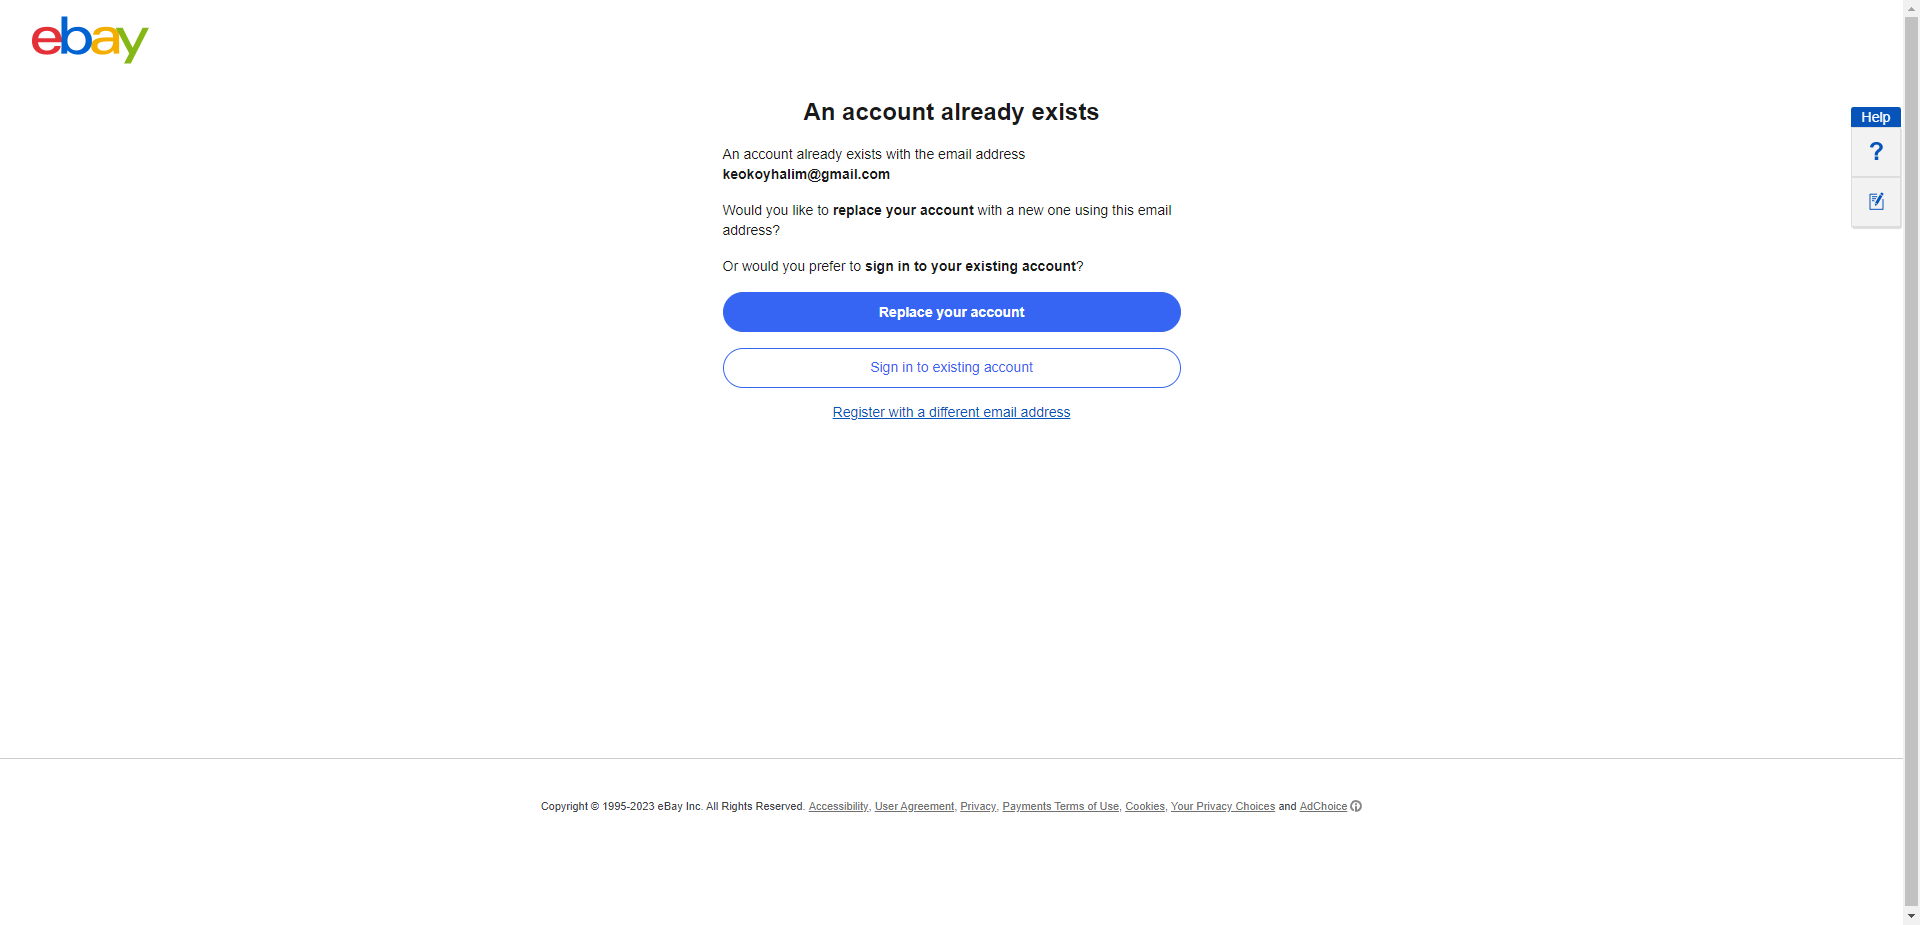 ebay
An account already exists
Help
An account already exists with the email address
keokoyhalim@gmail.com
?
Would you like to replace your account with a new one using this email
address?
Or would you prefer to sign in to your existing account?
Replace your account
Sign in to existing account
Register with a different email address
Copyright © 1995-2023 eBay Inc. All Rights Reserved. Accessibility, User Agreement, Privacy, Payments Terms of Use, Cookies, Your Privacy Choices and AdChoice